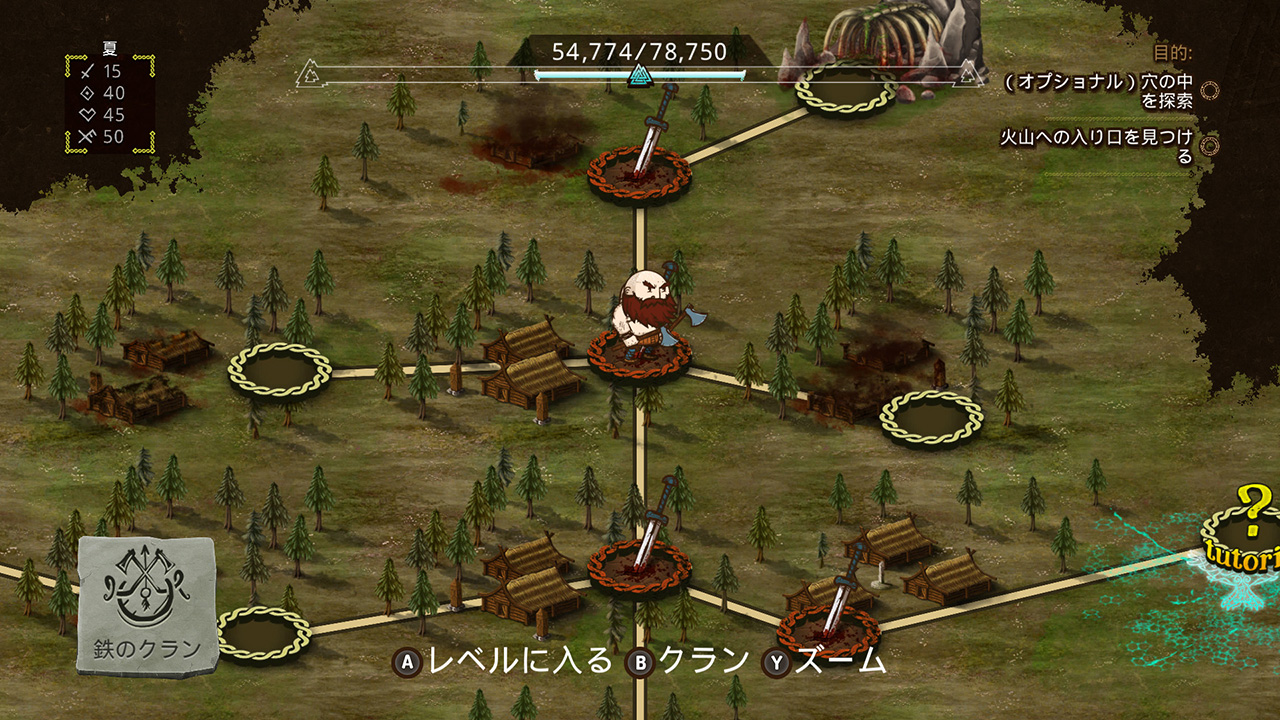 夏
15
40
45
50
54,774/78,750
目的:
(オプショナル)穴の中
を探索
火山への入り口を見つけ
る
?
tutori
鉄のクラン
A レベルに入る B クラン Y ズーム